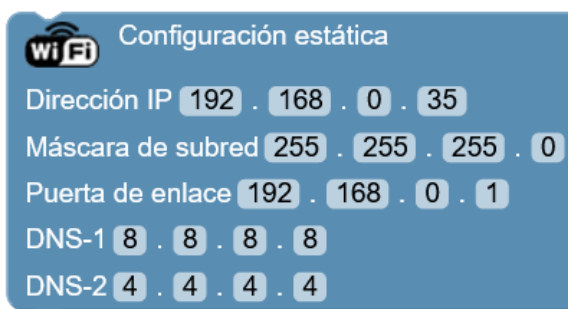 WiFi Configuración estática
Dirección IP 192 . 168 . 0 . 35
Máscara de subred 255 . 255 . 255 . 0
Puerta de enlace 192 . 168 . 0 . 1
DNS-1 8 . 8 . 8 . 8
DNS-2 4 . 4 . 4 . 4